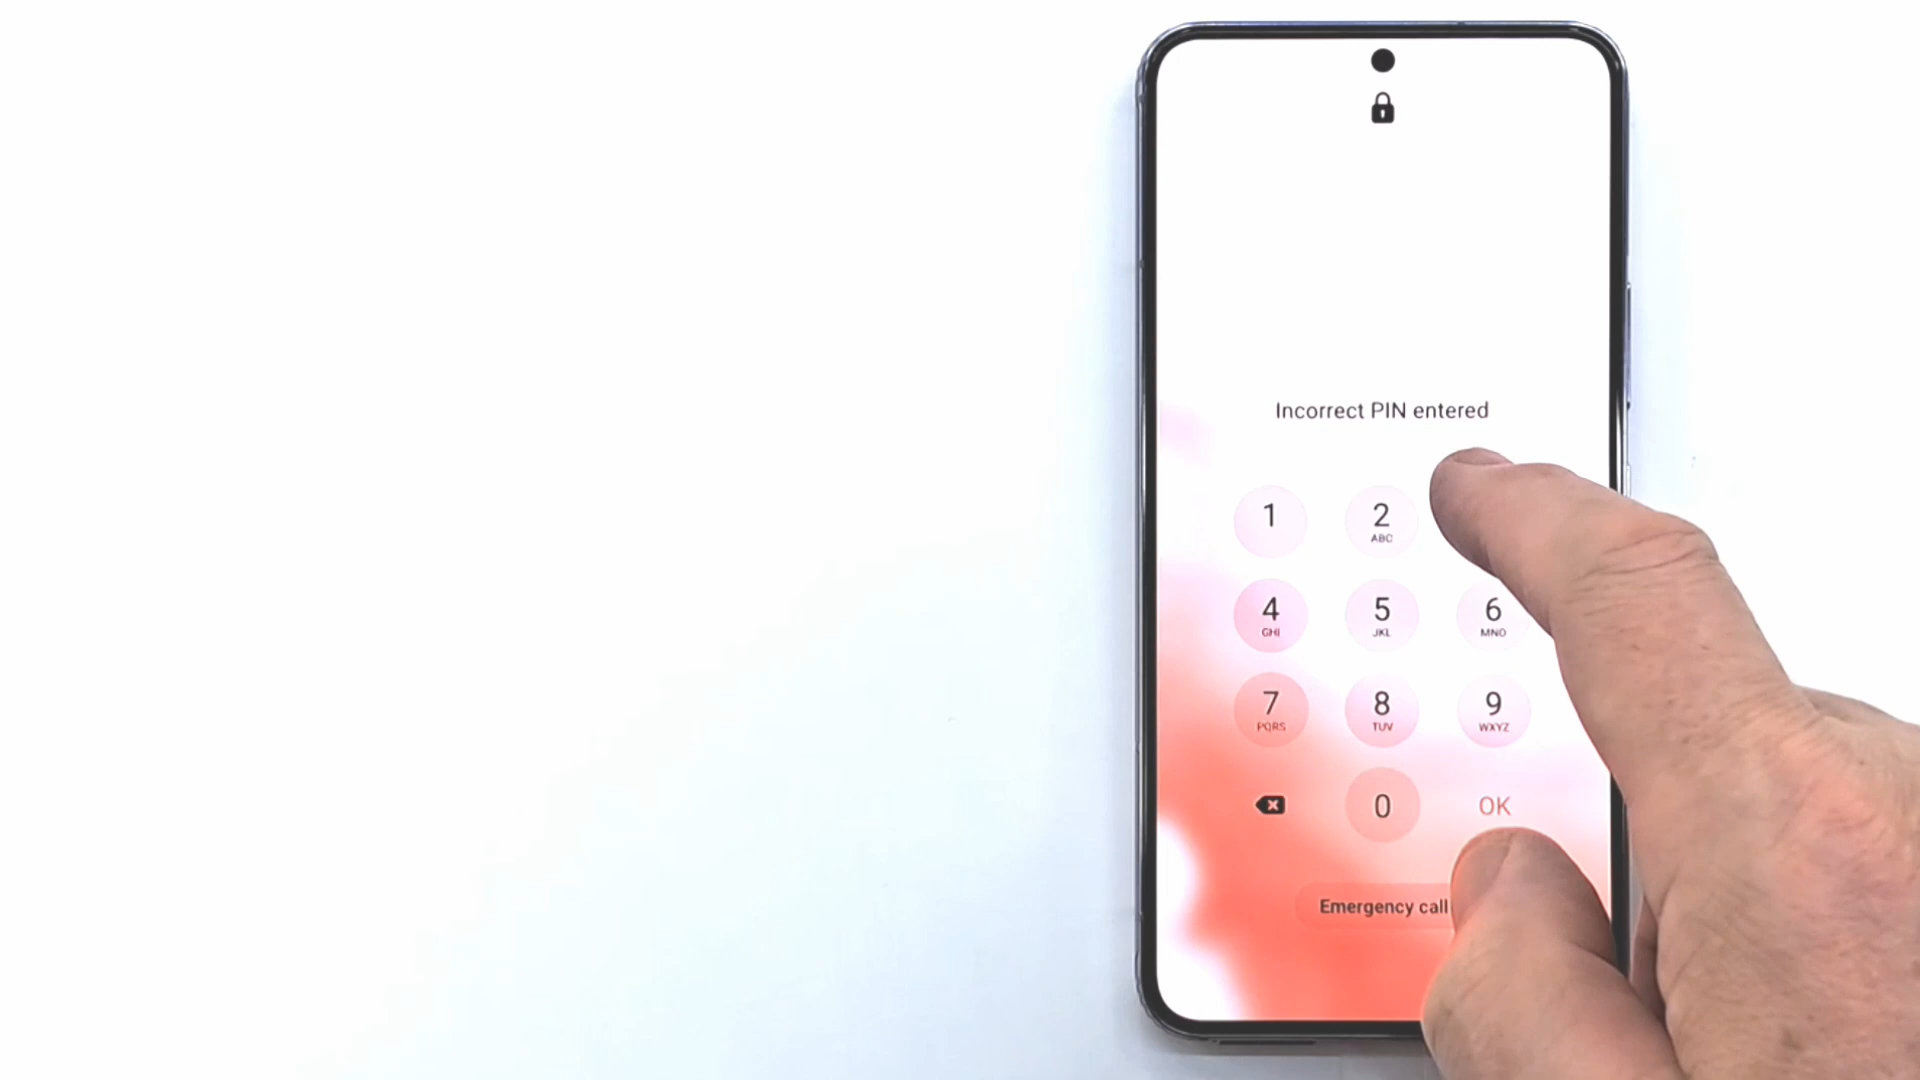 Incorrect PIN entered
1 2
ABC
4 5 6
GHI JKL MNO
7 8 9
PQRS TUV WXYZ
0 OK
Emergency call